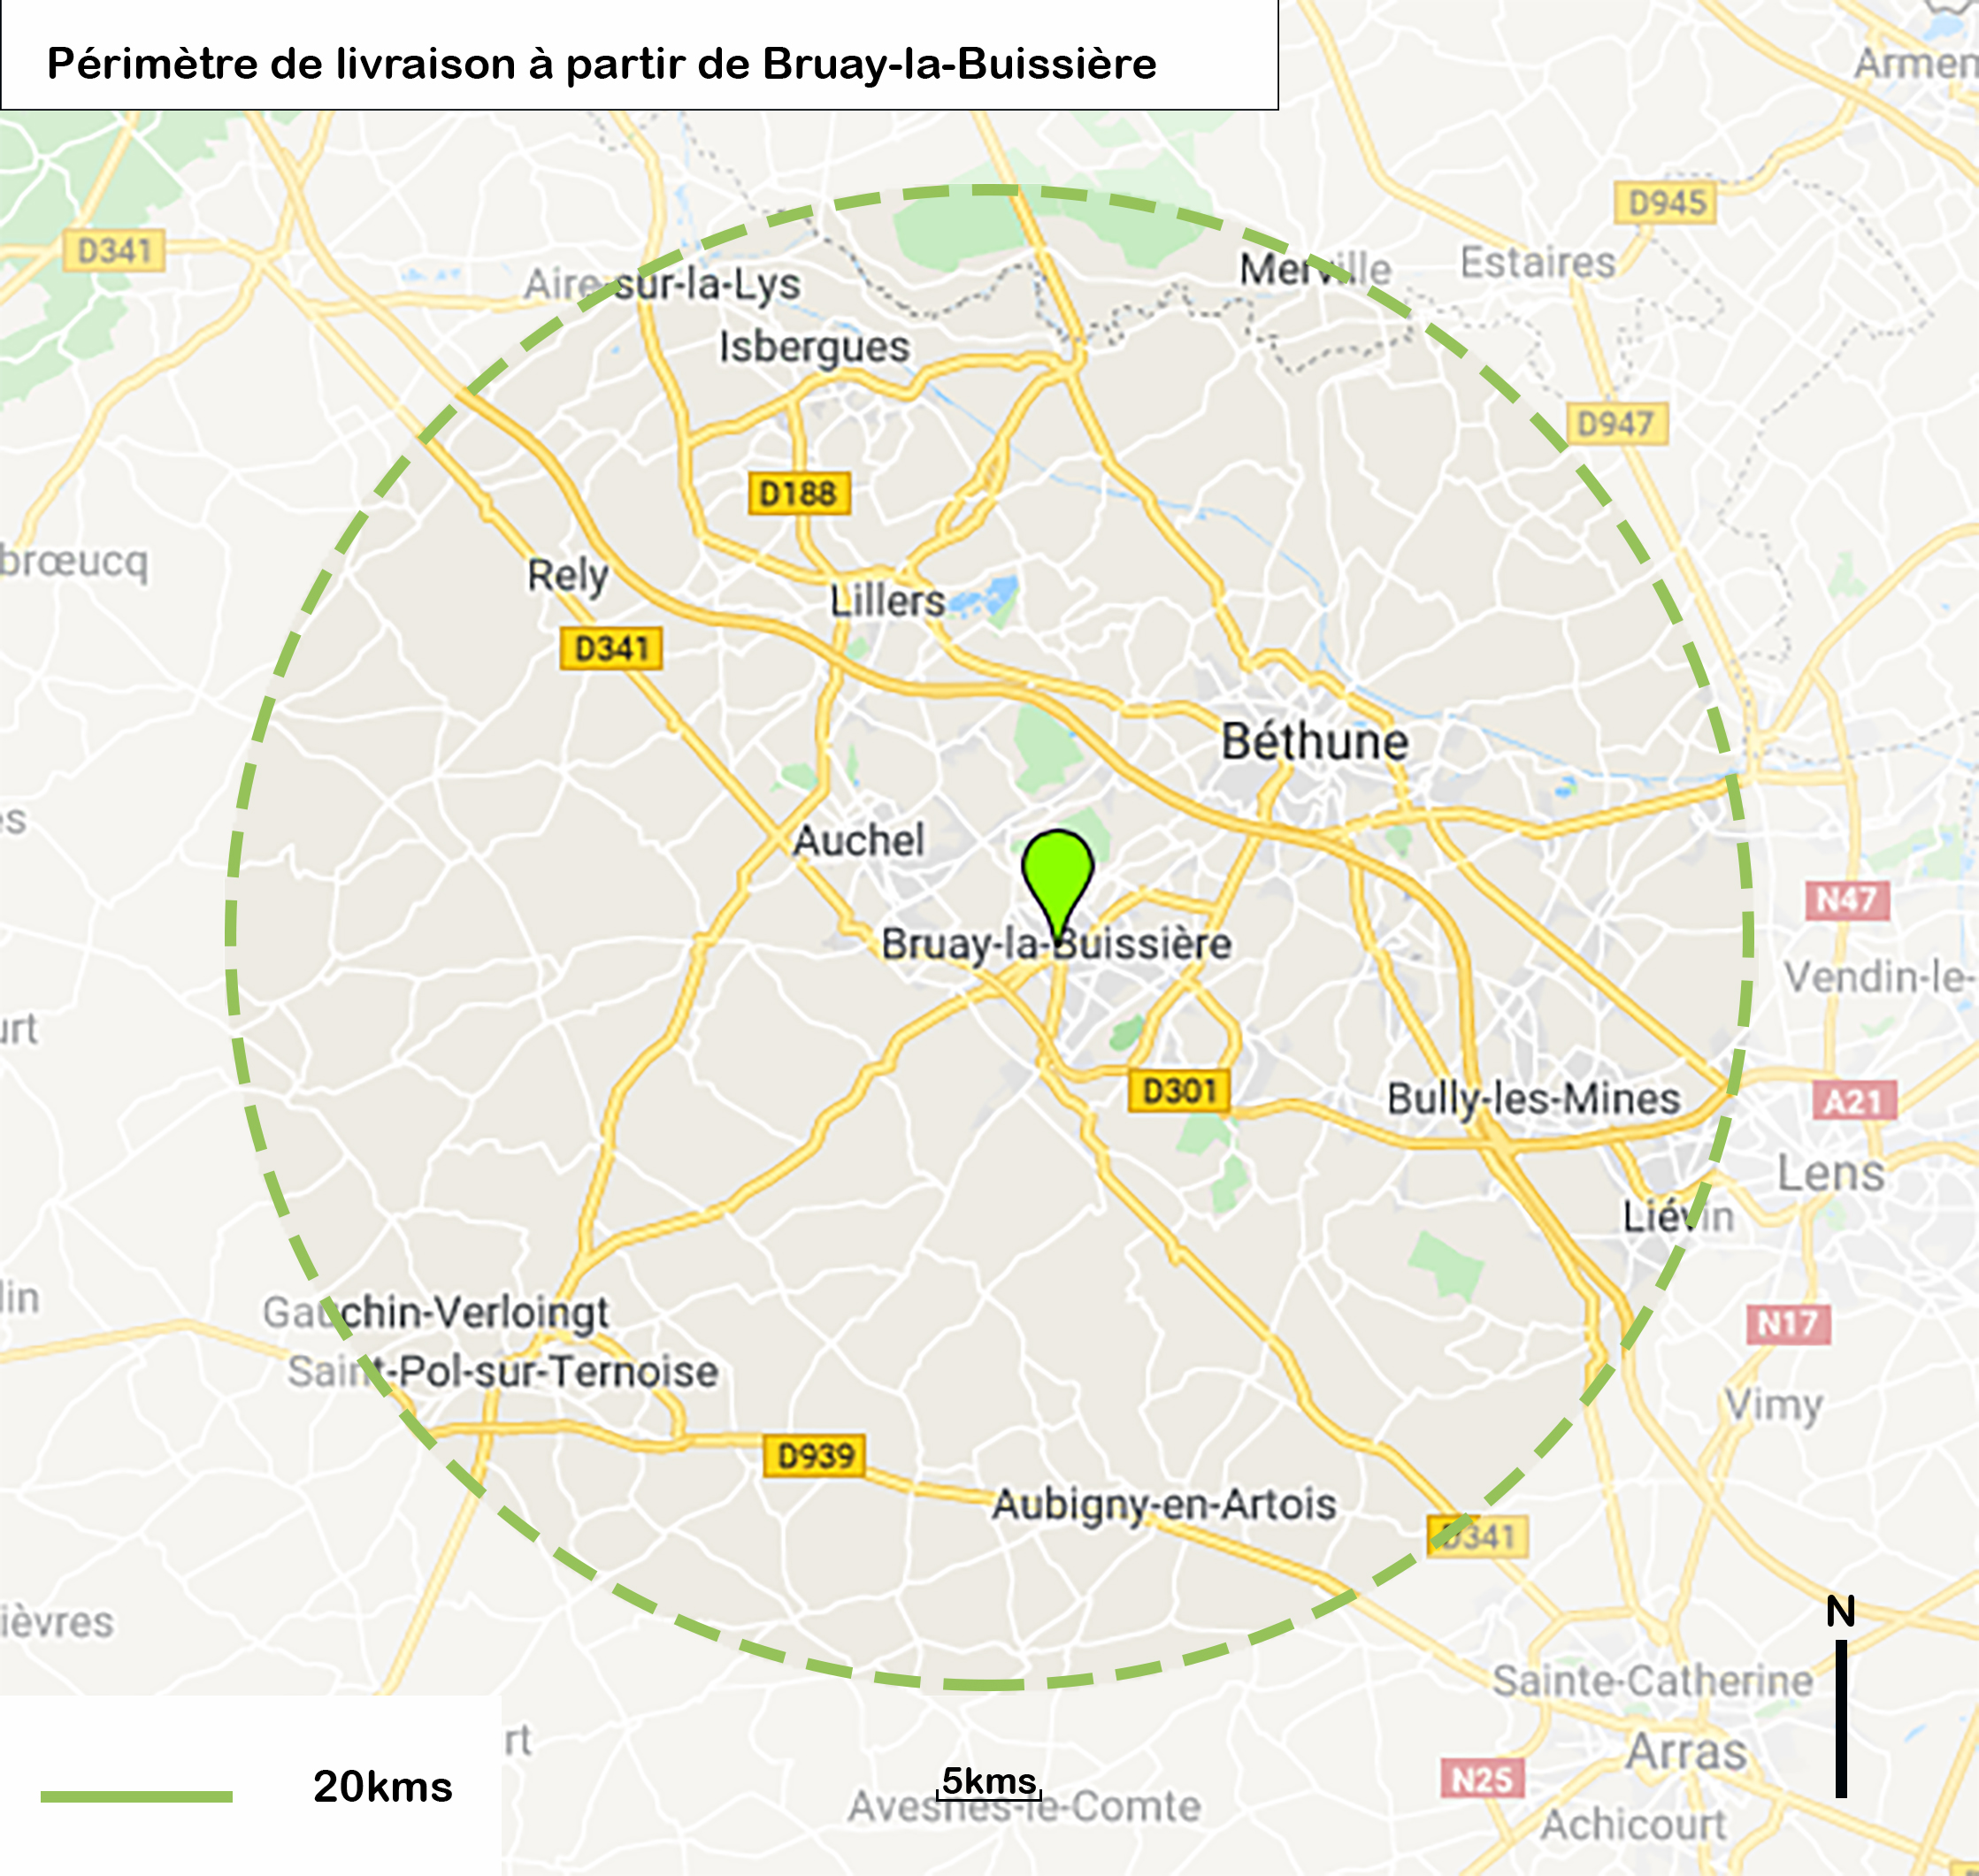 Périmètre de livraison à partir de Bruay-la-Buissière
Armen
D945
D341
Estaires
Merville
Aire-sur-la-Lys
Isbergues
D947
D188
brœucq
Rely
Lillers
D341
Béthune
es
Auchel
N47
Bruay-la-Buissière
Vendin-le-
urt
D301
Bully-les-Mines
A21
Lens
Liévin
lin
Gauchin-Verloingt
N17
Saint-Pol-sur-Ternoise
Vimy
D939
Aubigny-en-Artois
D341
ièvres
N
Sainte-Catherine
rt
Arras
20kms
5kms
N25
Avesnes-le-Comte
Achicourt